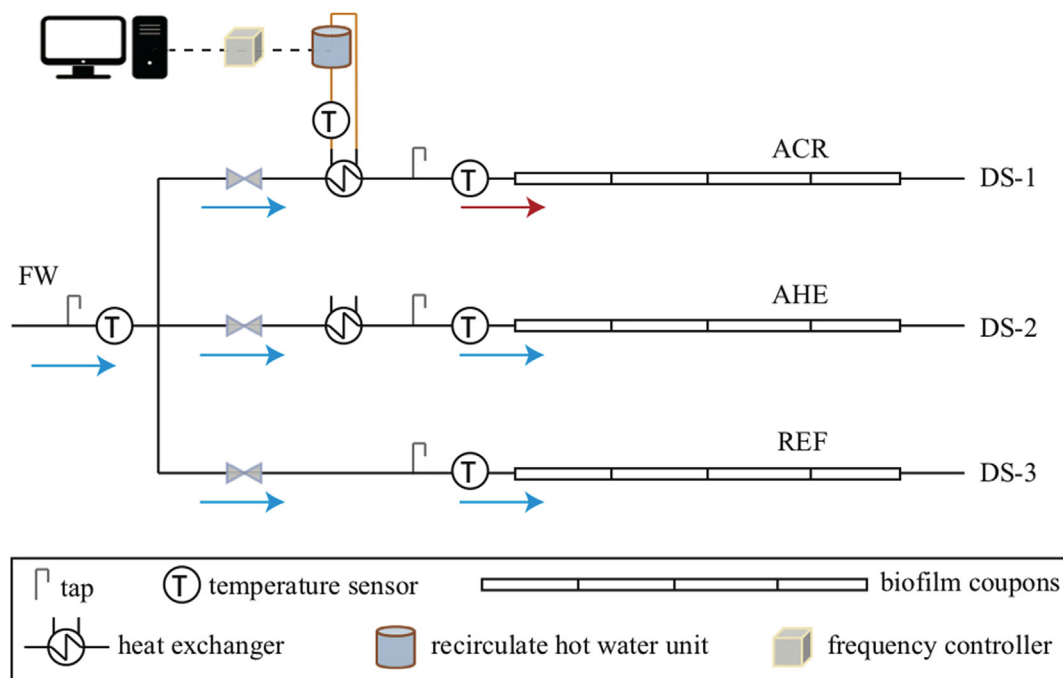 T
ACR
T
DS-1
FW
AHE
T
T
DS-2
REF
T
DS-3
tap
T
temperature sensor
biofilm coupons
heat exchanger
recirculate hot water unit
frequency controller